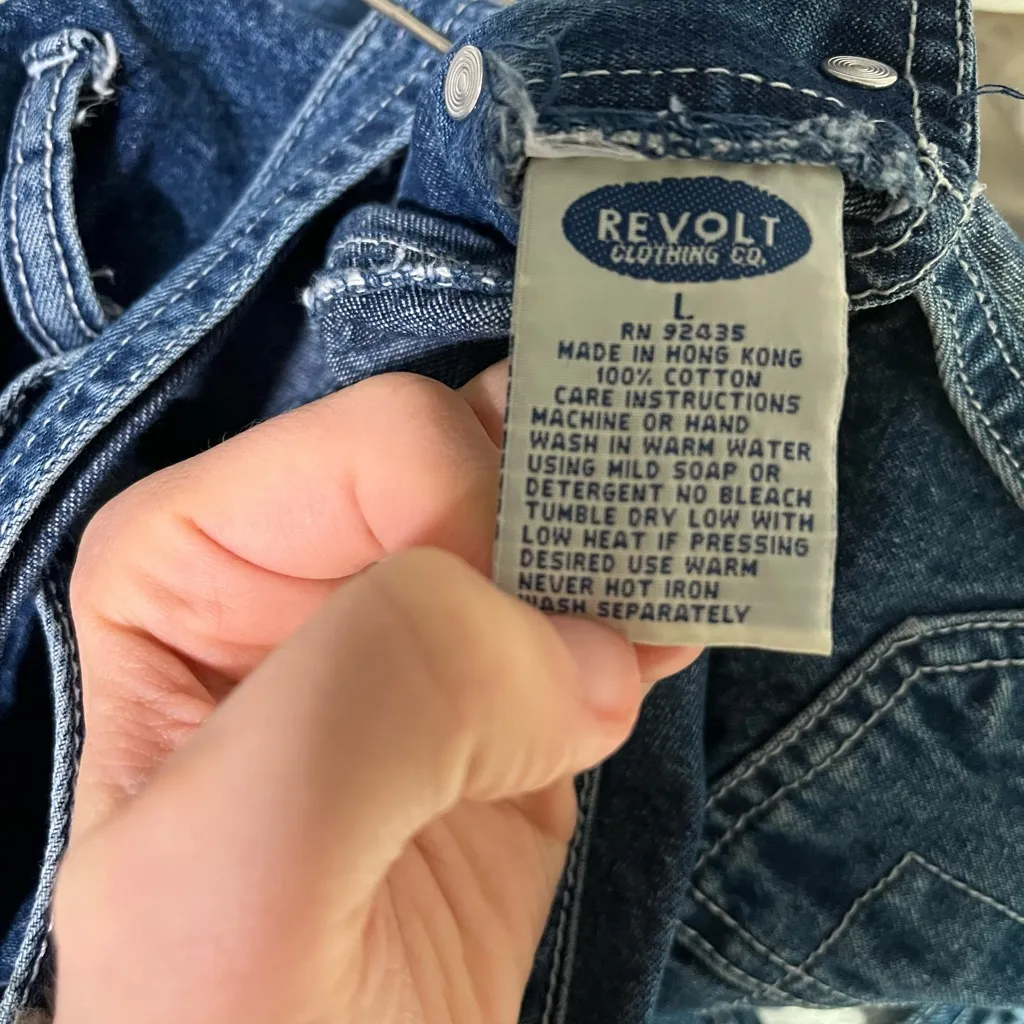 REVOLT
CLOTHING CO.
L
RN 92435
MADE IN HONG KONG
100% COTTON
CARE INSTRUCTIONS
MACHINE OR HAND
WASH IN WARM WATER
USING MILD SOAP OR
DETERGENT NO BLEACH
TUMBLE DRY LOW WITH
LOW HEAT IF PRESSING
DESIRED USE WARM
NEVER HOT IRON
WASH SEPARATELY